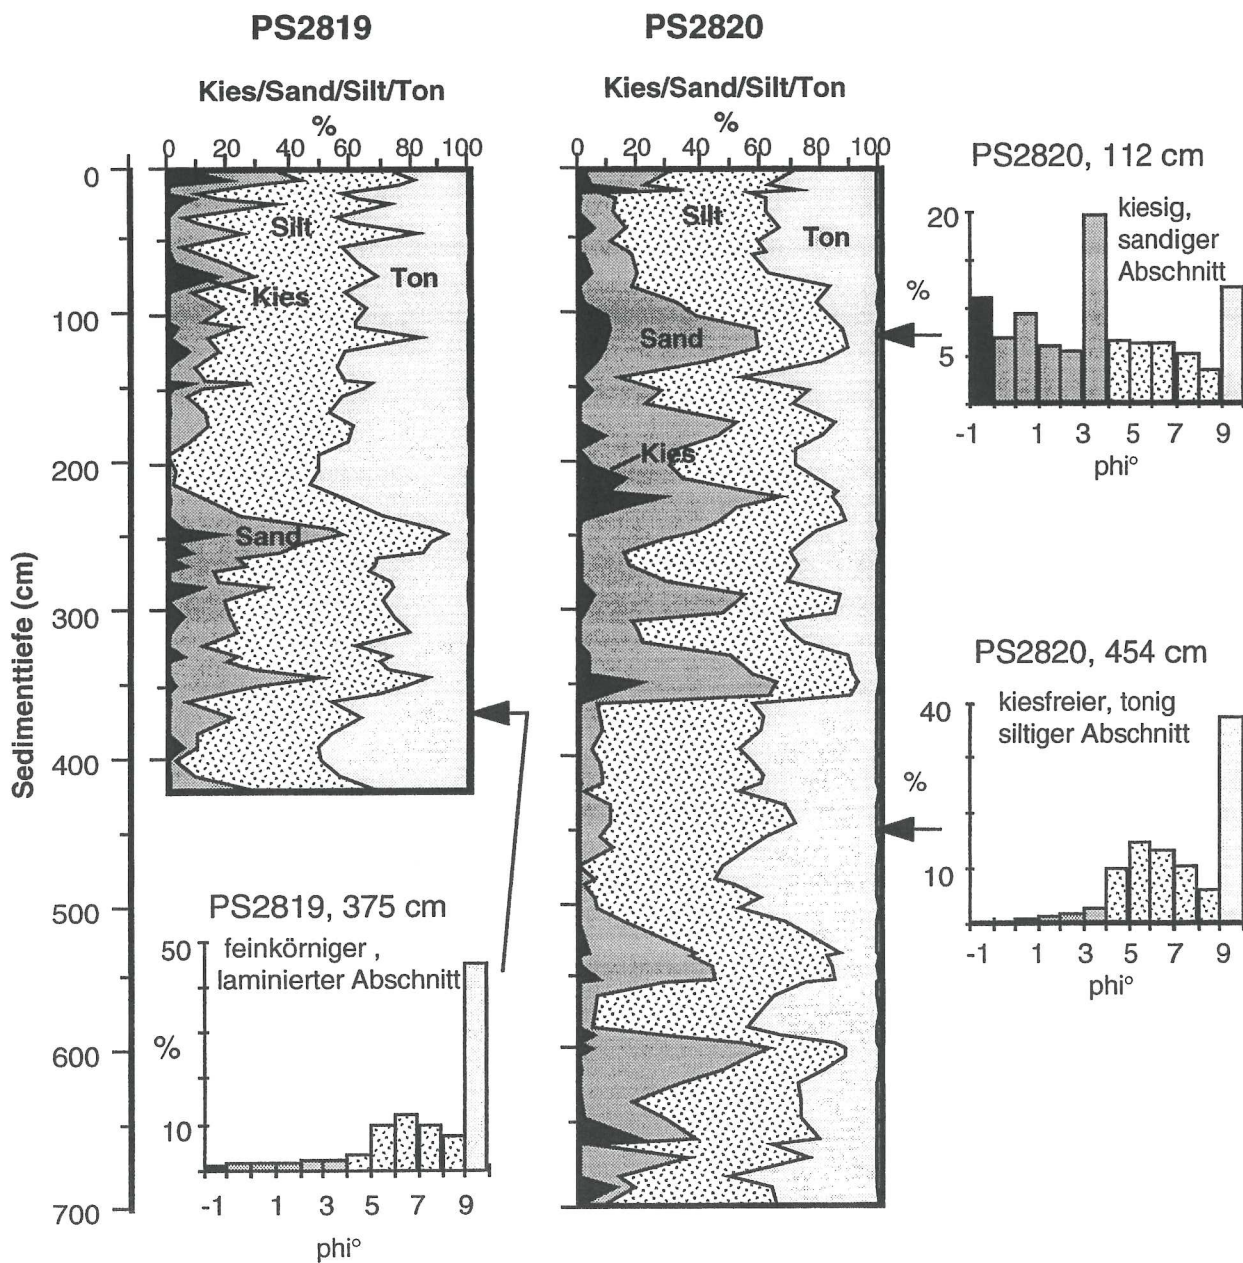 PS2819
PS2820
Kies/Sand/Silt/Ton
%
0 20 40 60 80 100
Kies/Sand/Silt/Ton
%
0 20 40 60 80 100
Sedimenttiefe (cm)
0
100
200
300
400
500
600
700
Silt
Ton
Kies
Sand
Silt
Ton
Sand
Kies
PS2820, 112 cm
kiesig,
sandiger
Abschnitt
20
%
5
-1 1 3 5 7 9
phi°
PS2820, 454 cm
kiesfreier, tonig
siltiger Abschnitt
40
%
10
-1 1 3 5 7 9
phi°
PS2819, 375 cm
feinkörniger ,
laminierter Abschnitt
50
%
10
-1 1 3 5 7 9
phi°